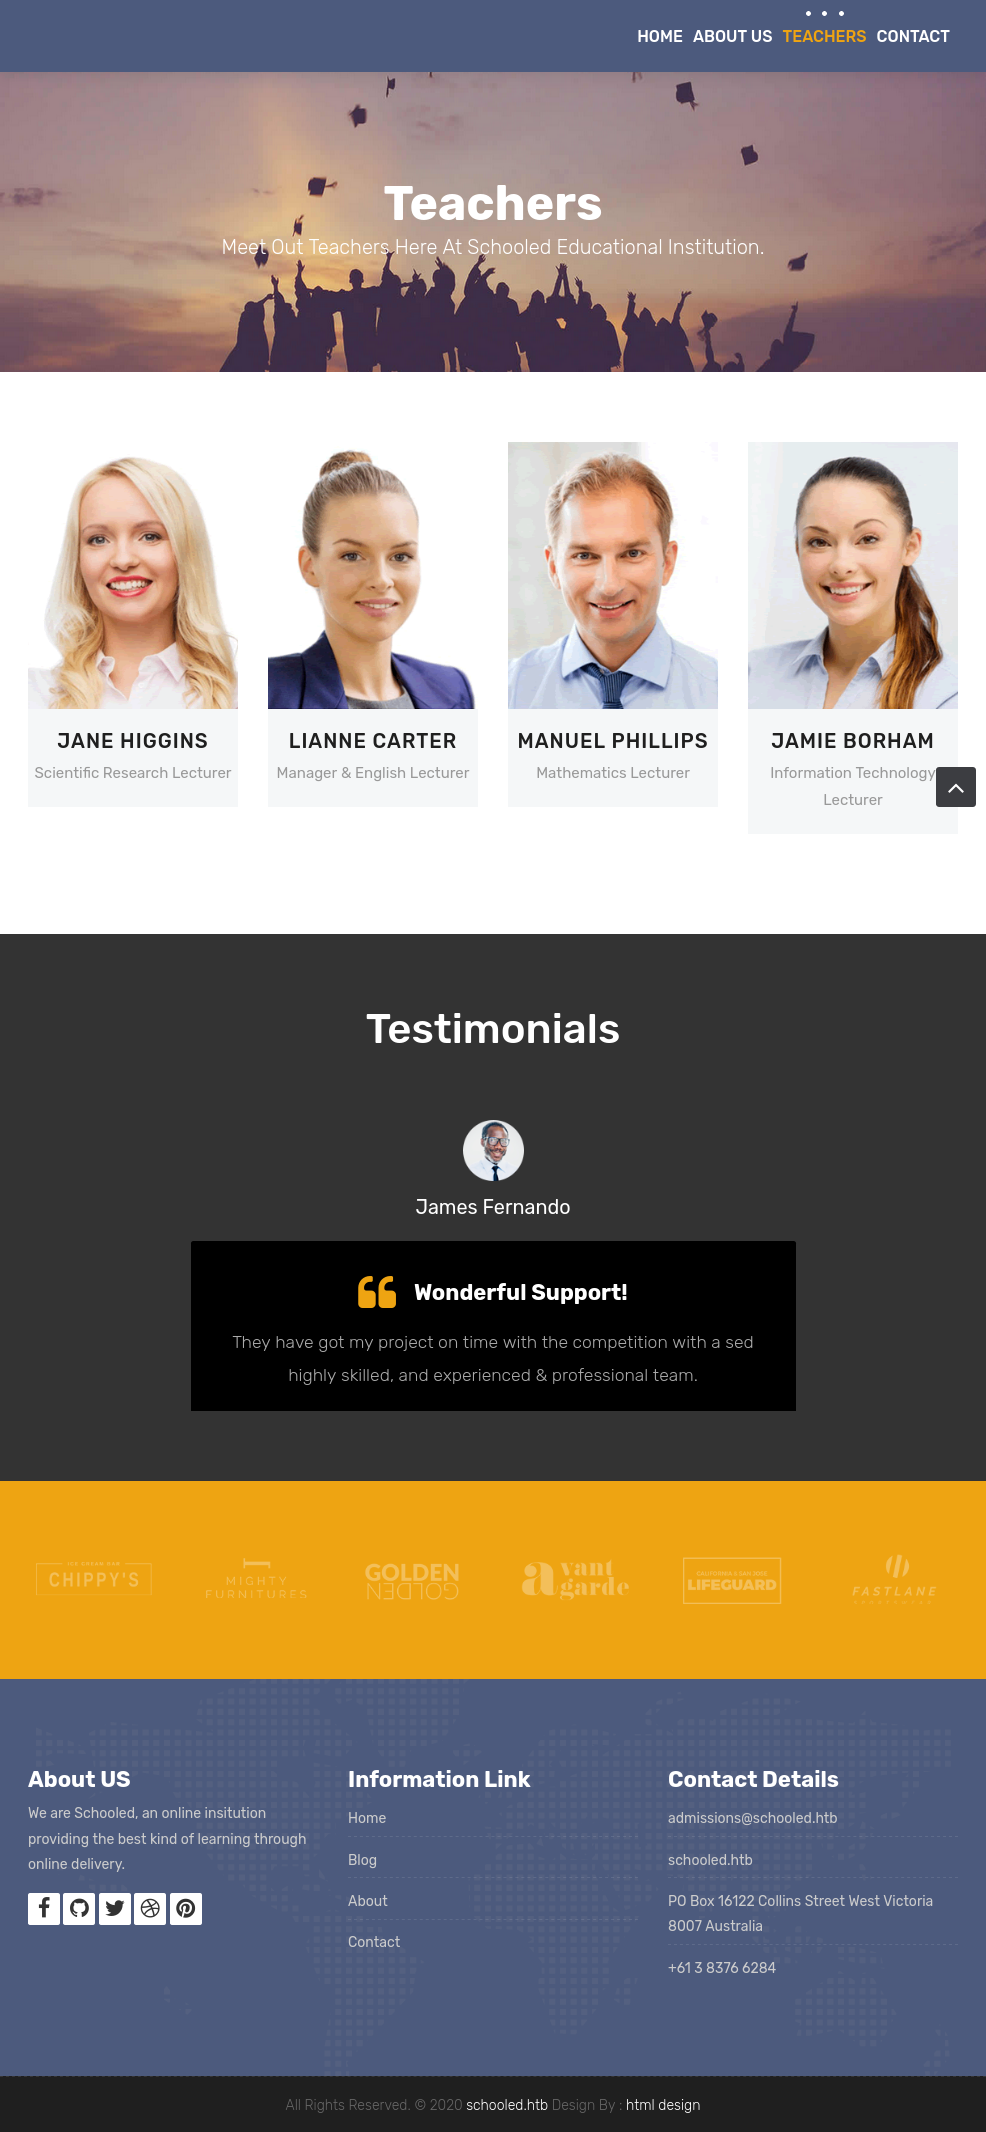 HOME ABOUT US TEACHERS CONTACT
Teachers
Meet Out Teachers Here At Schooled Educational Institution.
JANE HIGGINS
Scientific Research Lecturer
LIANNE CARTER
Manager & English Lecturer
MANUEL PHILLIPS
Mathematics Lecturer
JAMIE BORHAM
Information Technology
Lecturer
Testimonials
James Fernando
Wonderful Support!
They have got my project on time with the competition with a sed
highly skilled, and experienced & professional team.
CHIPPY'S
MIGHTY
FURNITURES
GOLDEN
GOLDEN
avant
garde
CALIFORNIA & SAN JOSE
LIFEGUARD
FASTLANE
About US
We are Schooled, an online insitution
providing the best kind of learning through
online delivery.
Information Link
Home
Blog
About
Contact
Contact Details
admissions@schooled.htb
schooled.htb
PO Box 16122 Collins Street West Victoria
8007 Australia
+61 3 8376 6284
All Rights Reserved. © 2020 schooled.htb Design By : html design